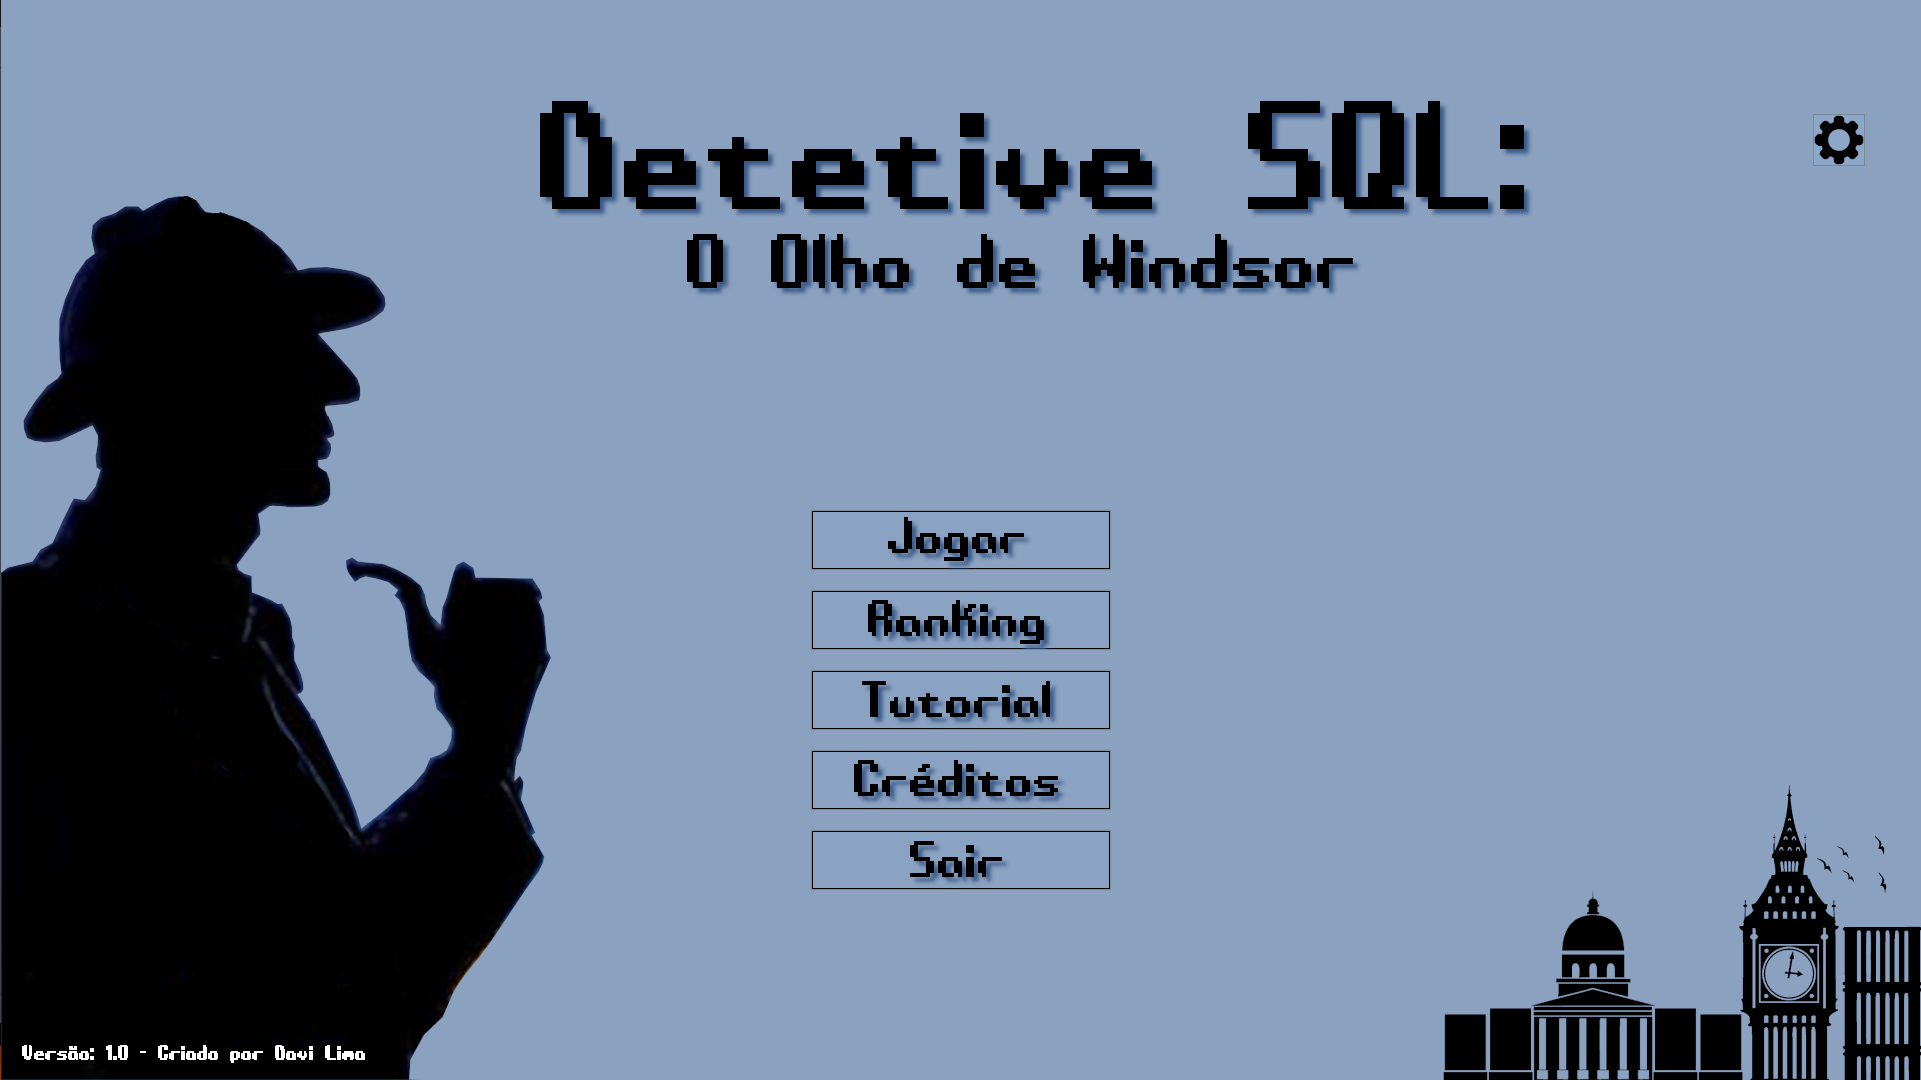 Detetive SQL:
O Olho de Windsor
Jogar
Ranking
Tutorial
Créditos
Sair
Versão: 1.0 - Criado por Davi Lima